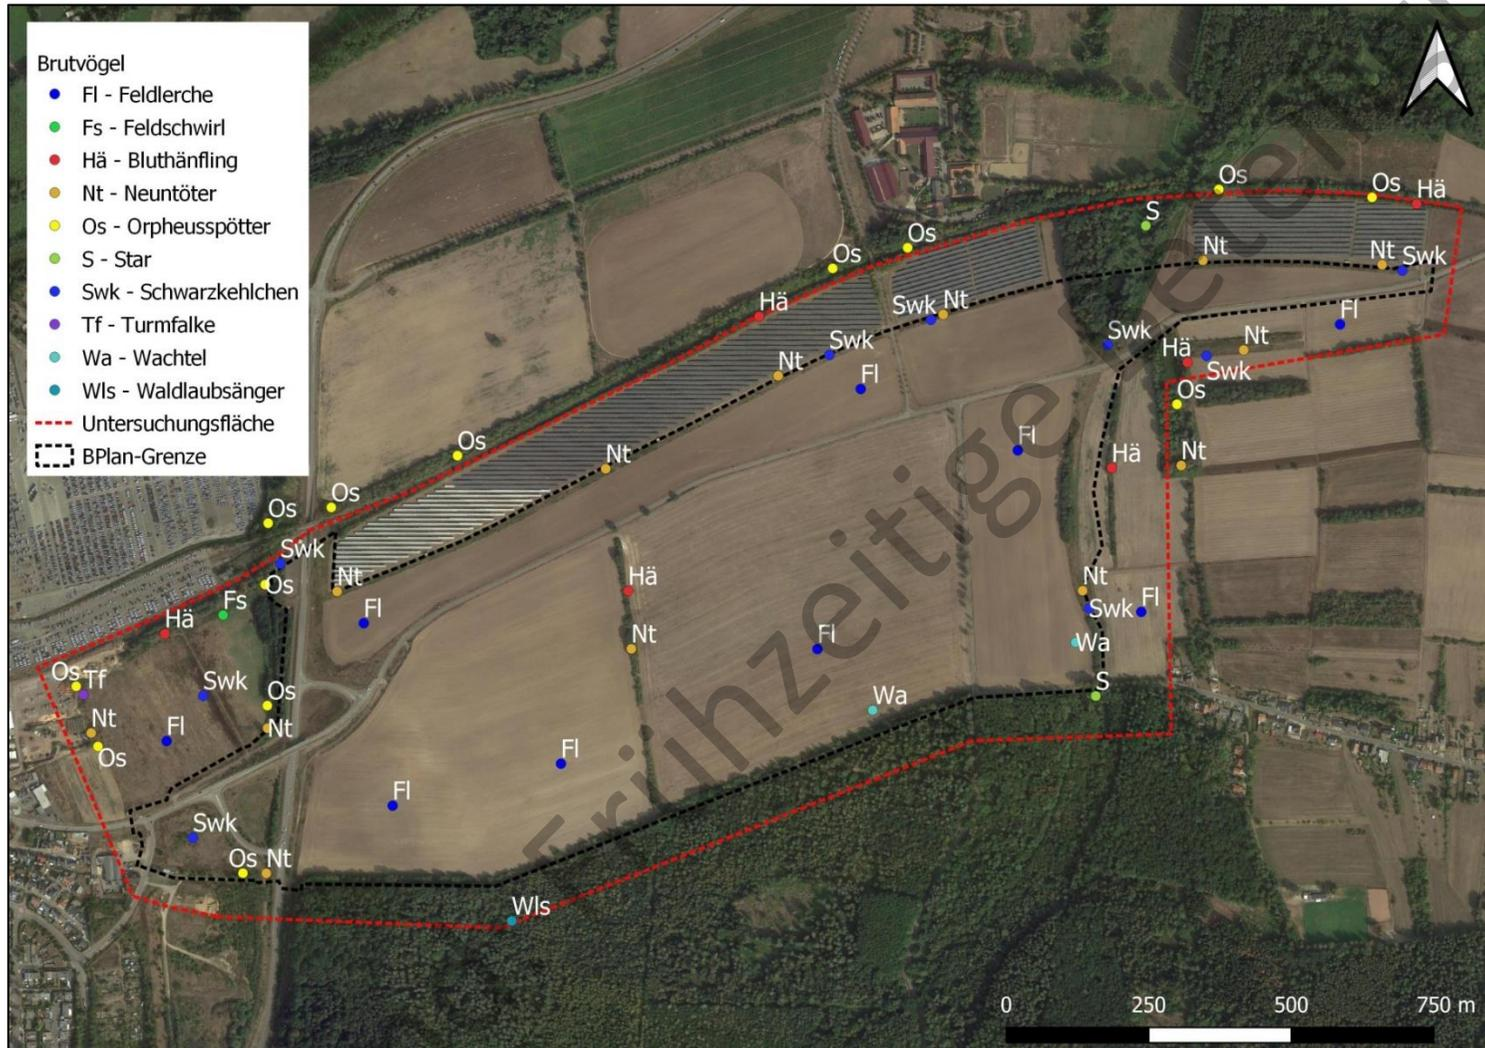 Brutvögel
Fl - Feldlerche
Fs - Feldschwirl
Hä - Bluthänfling
Nt - Neuntöter
Os - Orpheusspötter
S - Star
Swk - Schwarzkehlchen
Tf - Turmfalke
Wa - Wachtel
Wls - Waldlaubsänger
Untersuchungsfläche
BPlan-Grenze
Os
Os
Hä
S
Os
Nt
Nt
Swk
Os
Hä
Swk
Nt
Fl
Swk
Swk
Nt
Hä
Swk
Nt
Fl
Os
Fl
Os
Nt
Hä
Nt
Os
Os
Swk
Os
Nt
Hä
Nt
Fs
Fl
Swk
Fl
Hä
Nt
Fl
Wa
Os
Tf
Swk
Os
Wa
S
Nt
Fl
Nt
Os
Fl
Fl
Swk
Os
Nt
Wls
Frühzeitige
0
250
500
750 m